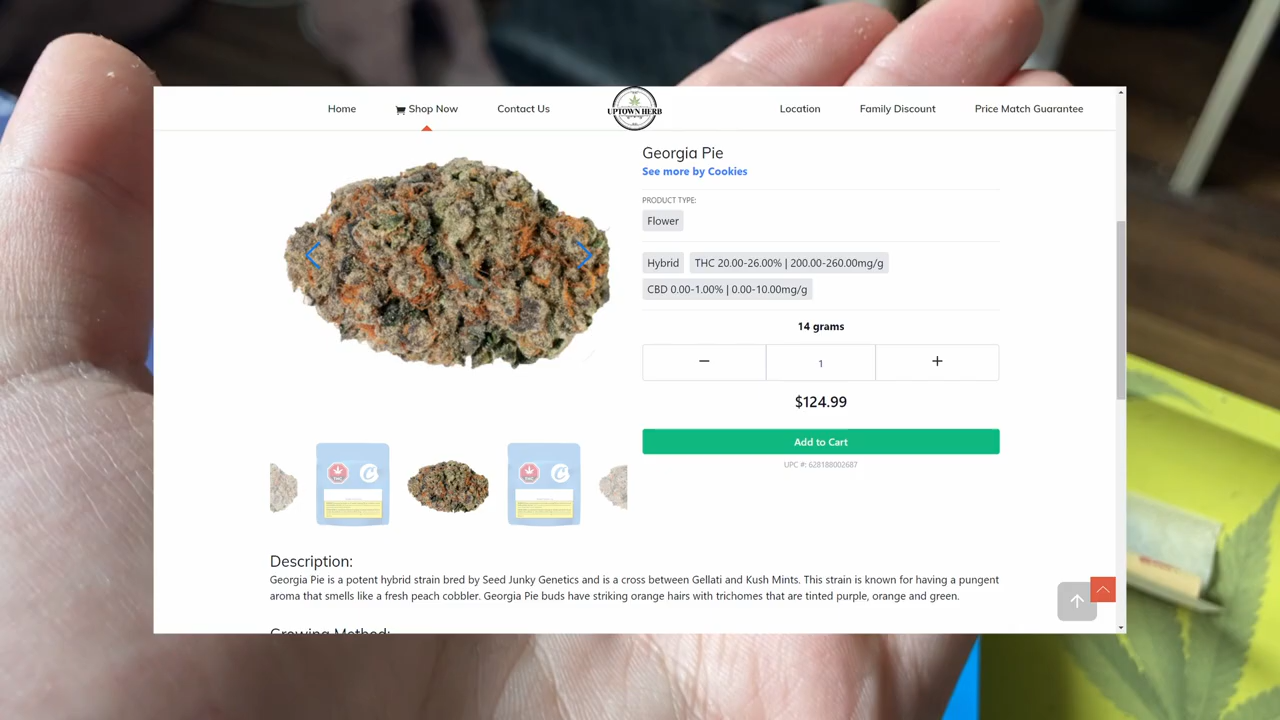 Home
Shop Now
Contact Us
UPTOWN HERB
Location
Family Discount
Price Match Guarantee
Georgia Pie
See more by Cookies
PRODUCT TYPE:
Flower
Hybrid
THC 20.00-26.00% | 200.00-260.00mg/g
CBD 0.00-1.00% | 0.00-10.00mg/g
14 grams
− 1 +
$124.99
Add to Cart
UPC #: 628188002687
Description:
Georgia Pie is a potent hybrid strain bred by Seed Junky Genetics and is a cross between Gellati and Kush Mints. This strain is known for having a pungent
aroma that smells like a fresh peach cobbler. Georgia Pie buds have striking orange hairs with trichomes that are tinted purple, orange and green.
Growing Method: